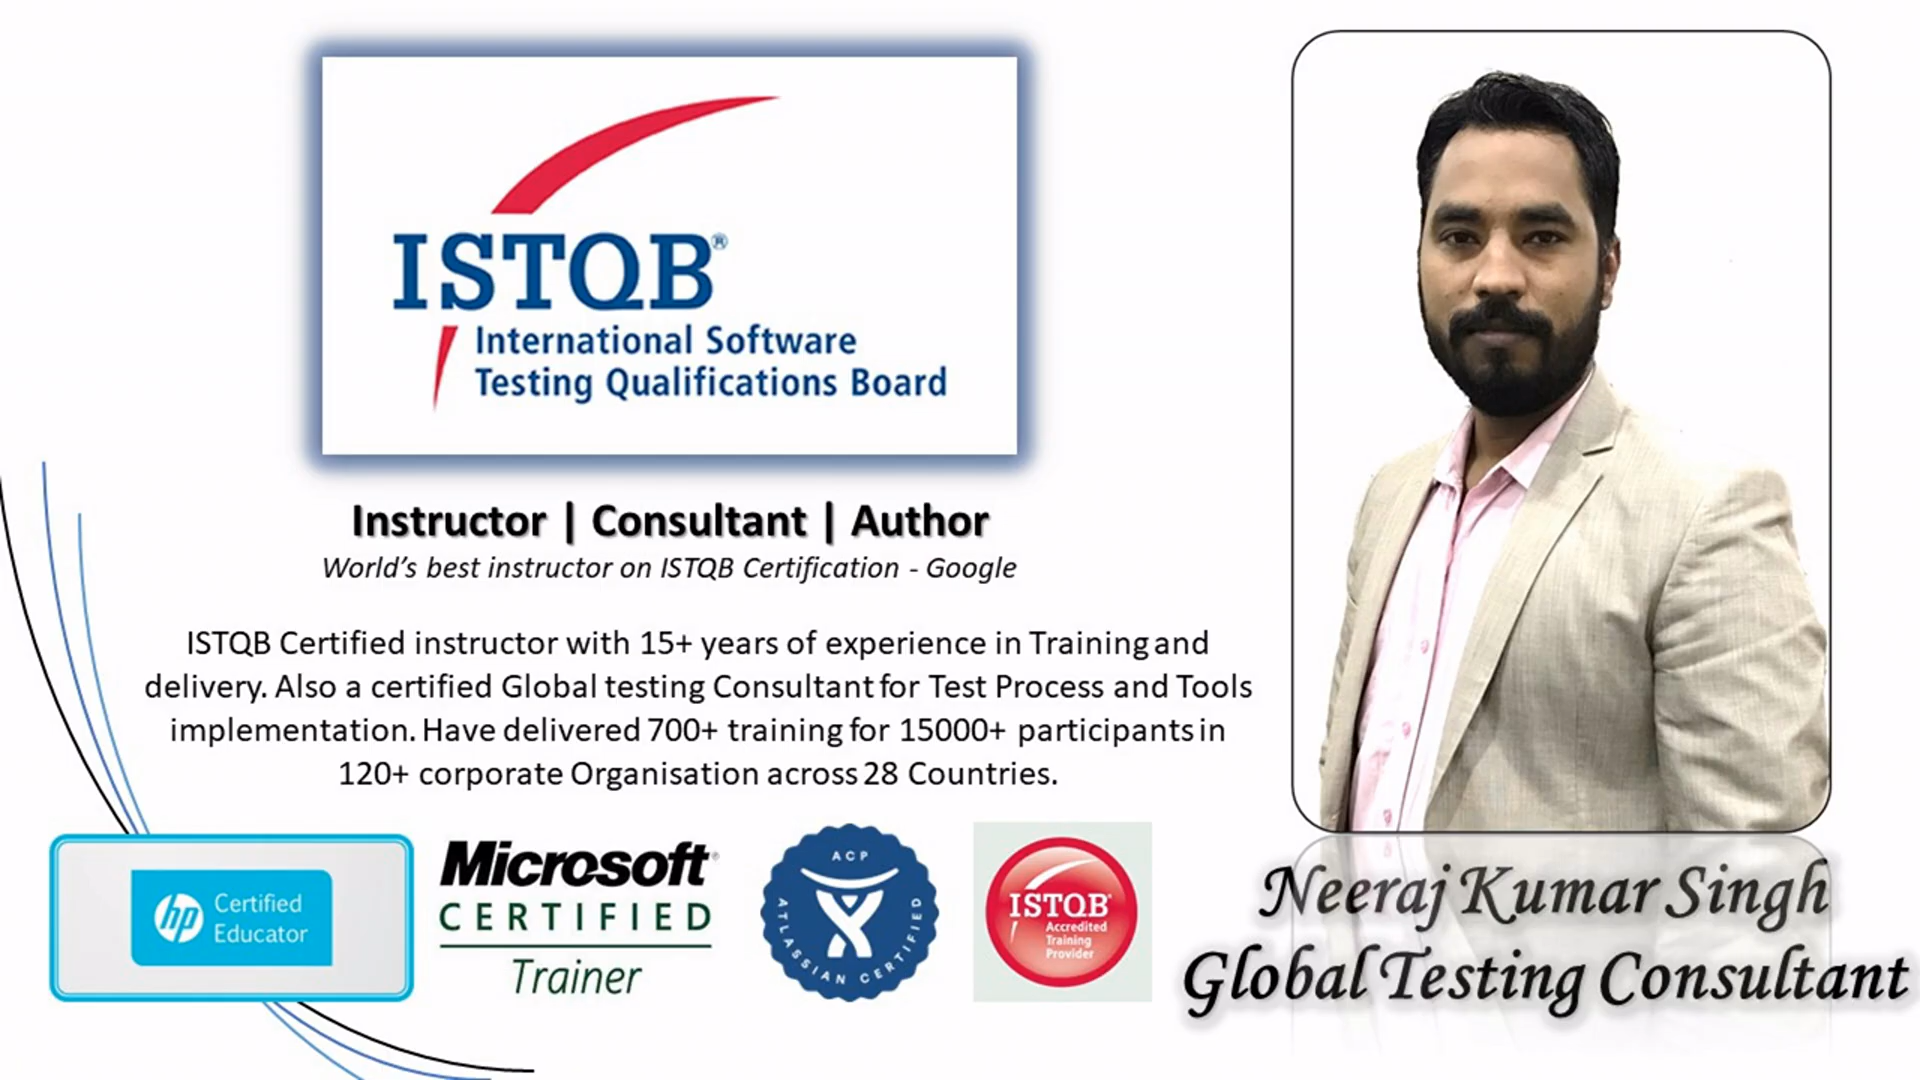 ISTQB®
International Software
Testing Qualifications Board
Instructor | Consultant | Author
World's best instructor on ISTQB Certification - Google
ISTQB Certified instructor with 15+ years of experience in Training and
delivery. Also a certified Global testing Consultant for Test Process and Tools
implementation. Have delivered 700+ training for 15000+ participants in
120+ corporate Organisation across 28 Countries.
hp
Certified
Educator
Microsoft®
CERTIFIED
Trainer
ACP
ATLASSIAN CERTIFIED
ISTQB®
Accredited
Training
Provider
Neeraj Kumar Singh
Global Testing Consultant